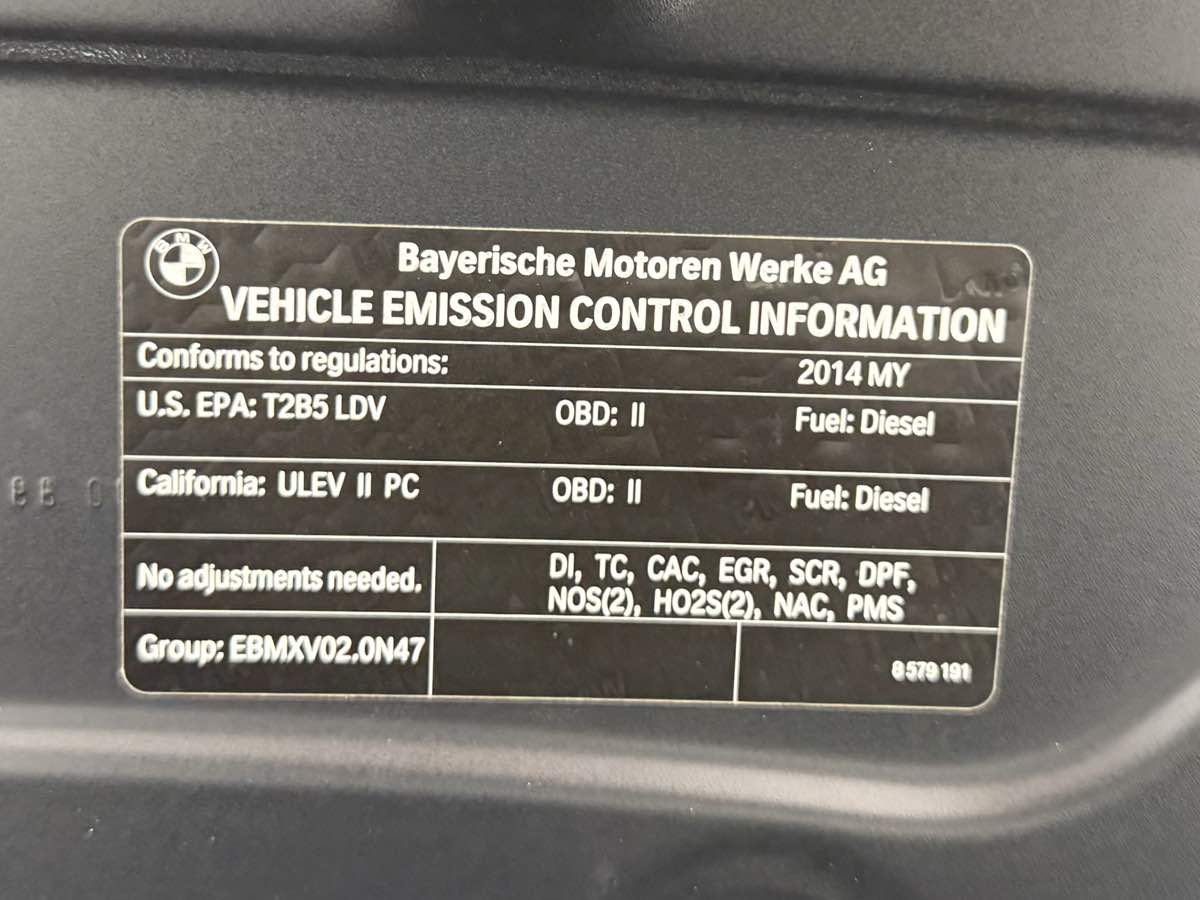 BMW
Bayerische Motoren Werke AG
VEHICLE EMISSION CONTROL INFORMATION
Conforms to regulations: 2014 MY
U.S. EPA: T2B5 LDV OBD: II Fuel: Diesel
California: ULEV II PC OBD: II Fuel: Diesel
No adjustments needed.
DI, TC, CAC, EGR, SCR, DPF,
NOS(2), HO2S(2), NAC, PMS
Group: EBMXV02.0N47 8 579 191